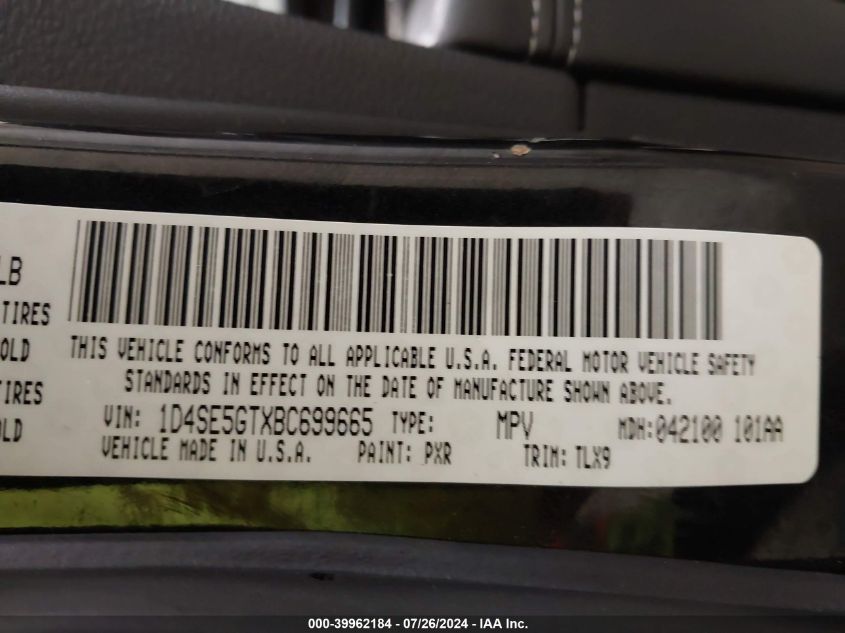 LB
TIRES
OLD
TIRES
OLD
THIS VEHICLE CONFORMS TO ALL APPLICABLE U.S.A. FEDERAL MOTOR VEHICLE SAFETY
STANDARDS IN EFFECT ON THE DATE OF MANUFACTURE SHOWN ABOVE.
VIN: 1D4SE5GTXBC699665 TYPE: MPV MDH:042100 101AA
VEHICLE MADE IN U.S.A. PAINT: PXR TRIM: TLX9
000-39962184 - 07/26/2024 - IAA Inc.